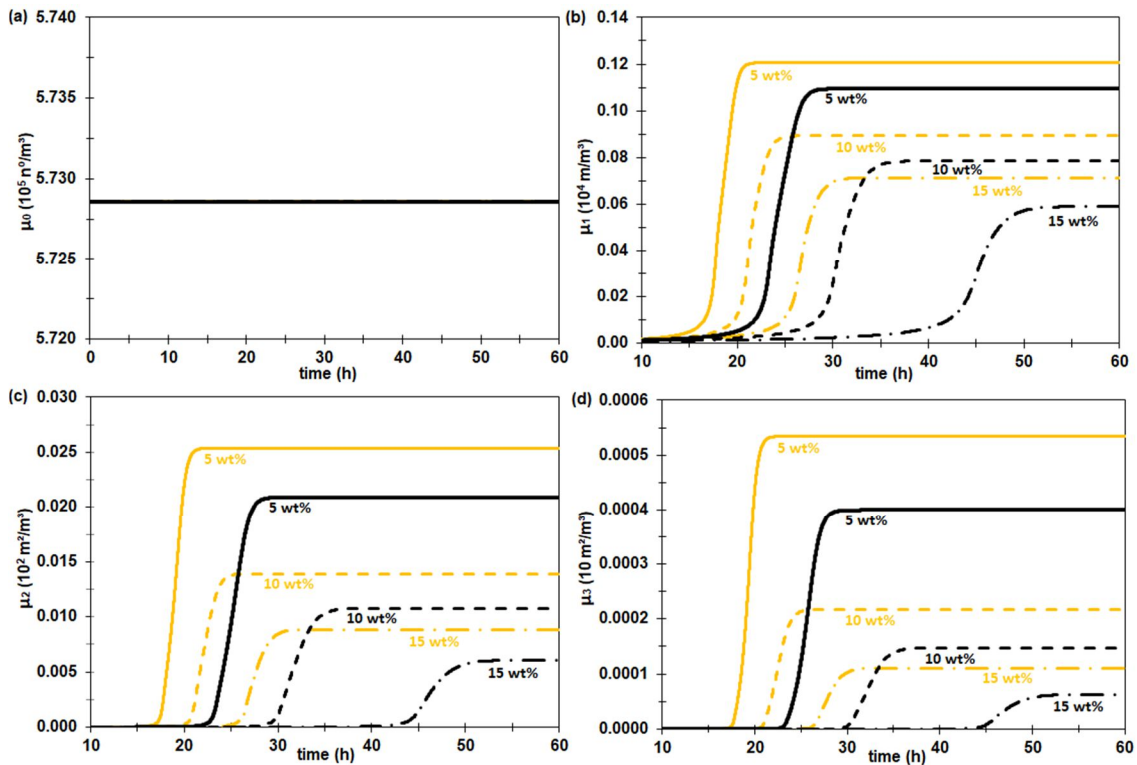 (a)
5.740
5.735
5.730
5.725
5.720
μ₀ (10⁵ nº/m³)
0 10 20 30 40 50 60
time (h)
(b)
0.14
0.12
0.10
0.08
0.06
0.04
0.02
0.00
μ₁ (10⁴ m/m³)
5 wt%
5 wt%
10 wt%
10 wt%
15 wt%
15 wt%
10 20 30 40 50 60
time (h)
(c)
0.030
0.025
0.020
0.015
0.010
0.005
0.000
μ₂ (10² m²/m³)
5 wt%
5 wt%
10 wt%
10 wt%
15 wt%
15 wt%
10 20 30 40 50 60
time (h)
(d)
0.0006
0.0005
0.0004
0.0003
0.0002
0.0001
0.0000
μ₃ (10 m²/m³)
5 wt%
5 wt%
10 wt%
10 wt%
15 wt%
15 wt%
10 20 30 40 50 60
time (h)